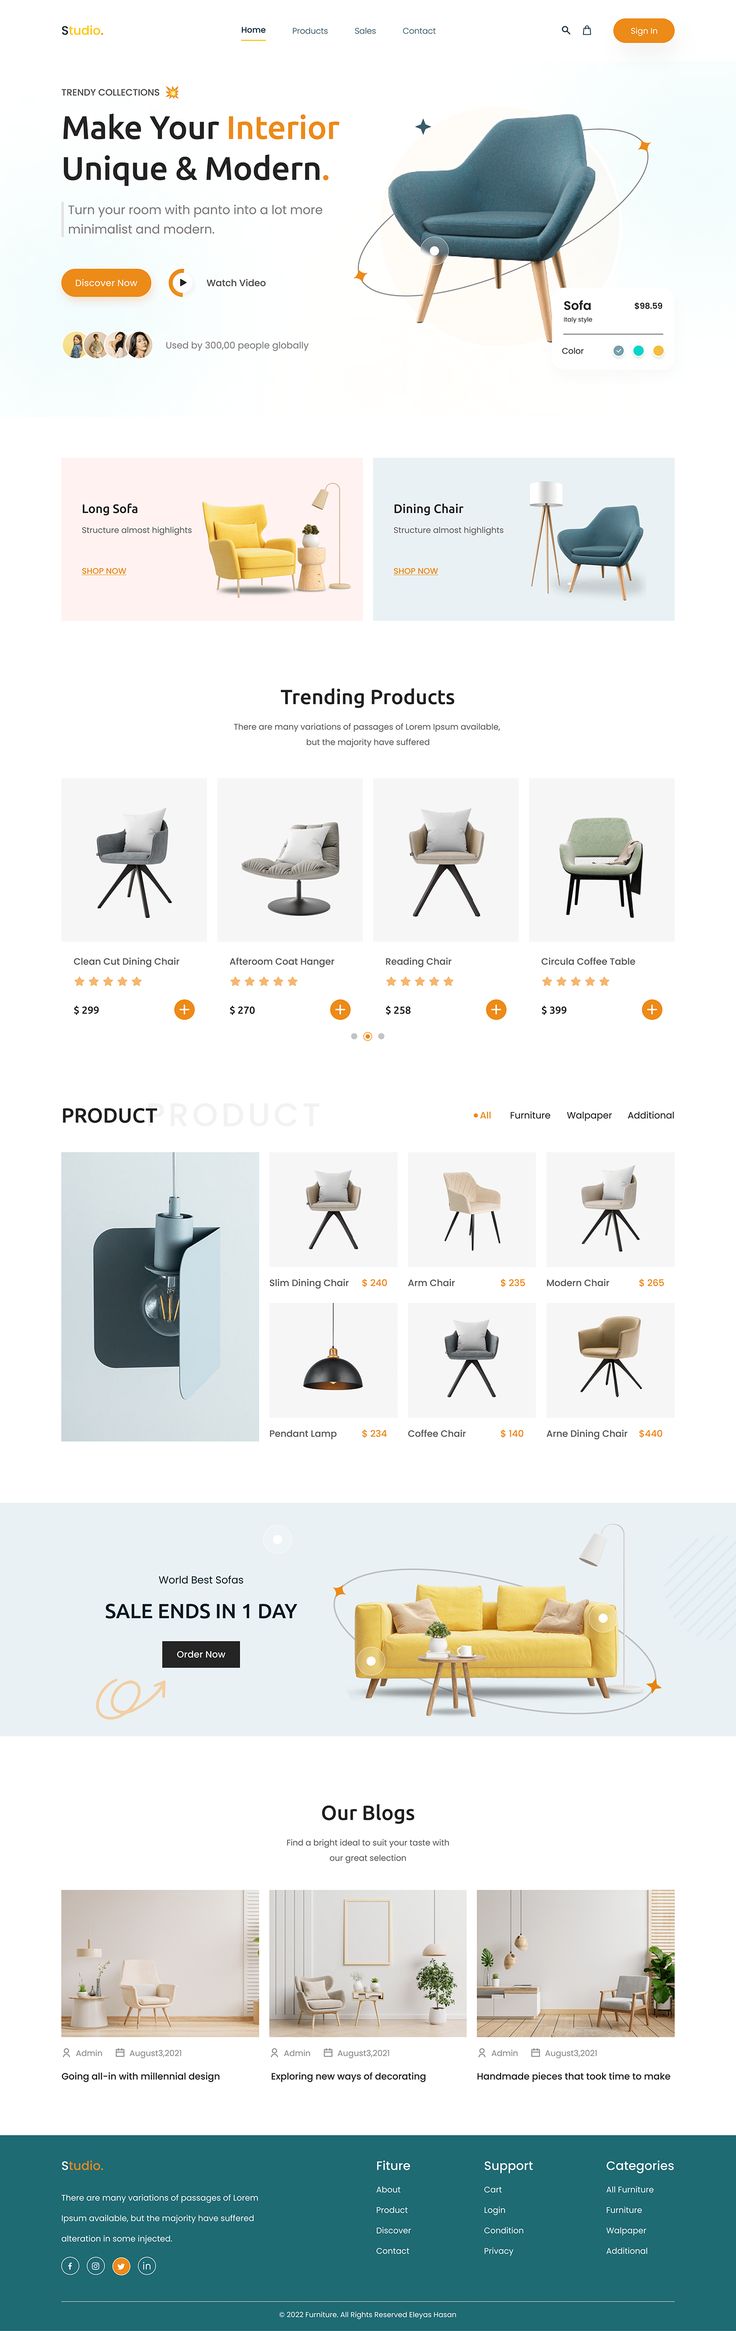 Studio.
Home Products Sales Contact
Sign In
TRENDY COLLECTIONS
Make Your Interior
Unique & Modern.
Turn your room with panto into a lot more
minimalist and modern.
Discover Now
Watch Video
Used by 300,00 people globally
Sofa $98.59
Italy style
Color
Long Sofa
Structure almost highlights
SHOP NOW
Dining Chair
Structure almost highlights
SHOP NOW
Trending Products
There are many variations of passages of Lorem Ipsum available,
but the majority have suffered
Clean Cut Dining Chair
$ 299
Afteroom Coat Hanger
$ 270
Reading Chair
$ 258
Circula Coffee Table
$ 399
PRODUCT
PRODUCT
All Furniture Walpaper Additional
Slim Dining Chair $ 240
Arm Chair $ 235
Modern Chair $ 265
Pendant Lamp $ 234
Coffee Chair $ 140
Arne Dining Chair $440
World Best Sofas
SALE ENDS IN 1 DAY
Order Now
Our Blogs
Find a bright ideal to suit your taste with
our great selection
Admin August3,2021
Going all-in with millennial design
Admin August3,2021
Exploring new ways of decorating
Admin August3,2021
Handmade pieces that took time to make
Studio.
There are many variations of passages of Lorem
Ipsum available, but the majority have suffered
alteration in some injected.
f
in
Fiture
About
Product
Discover
Contact
Support
Cart
Login
Condition
Privacy
Categories
All Furniture
Furniture
Walpaper
Additional
© 2022 Furniture. All Rights Reserved Eleyas Hasan